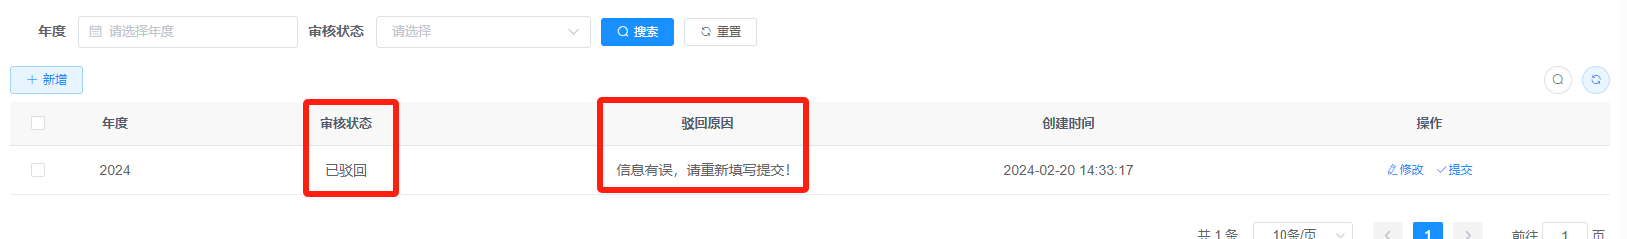 年度 请选择年度 审核状态 请选择 搜索 重置
新增
年度 审核状态 驳回原因 创建时间 操作
2024 已驳回 信息有误，请重新填写提交！ 2024-02-20 14:33:17 修改 提交
共 1 条 10条/页 1 前往 1 页